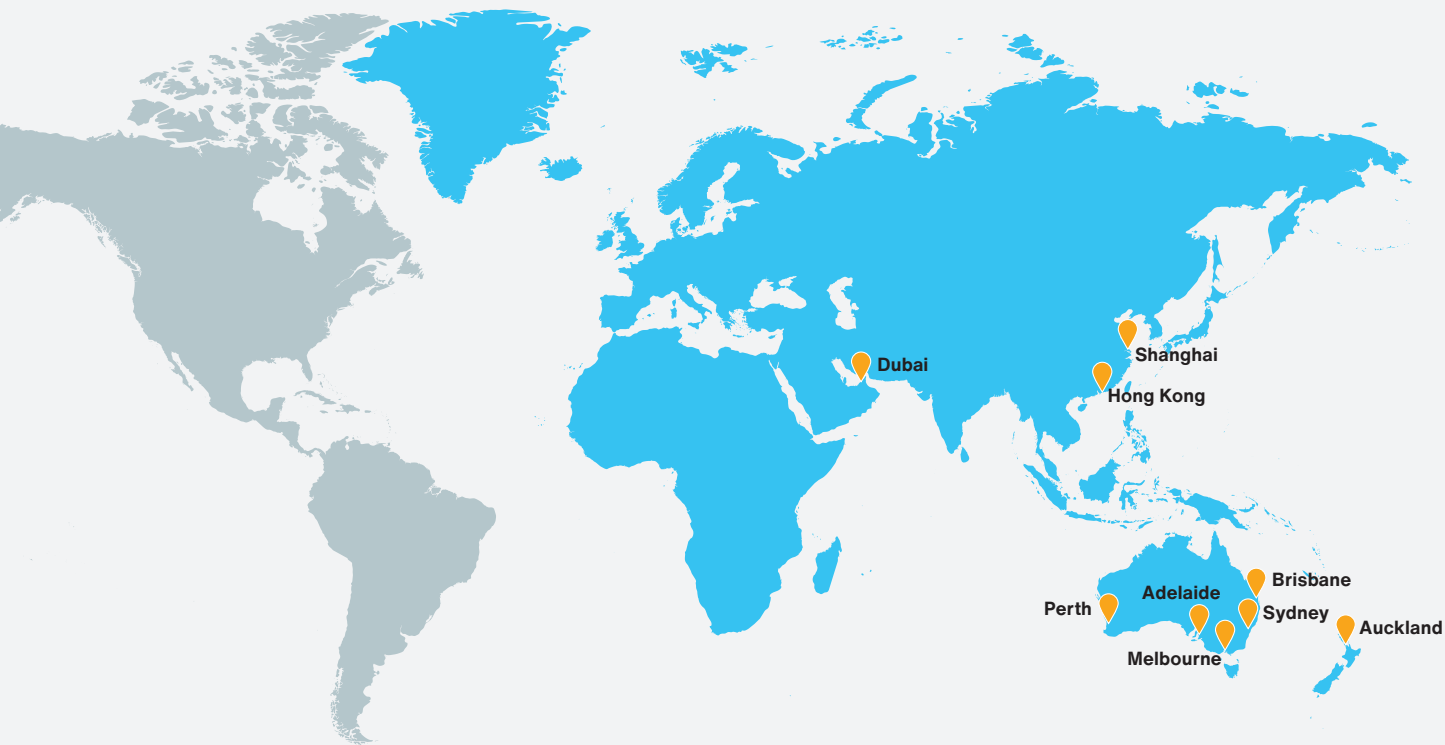 Shanghai
Dubai
Hong Kong
Brisbane
Adelaide
Perth
Sydney
Auckland
Melbourne